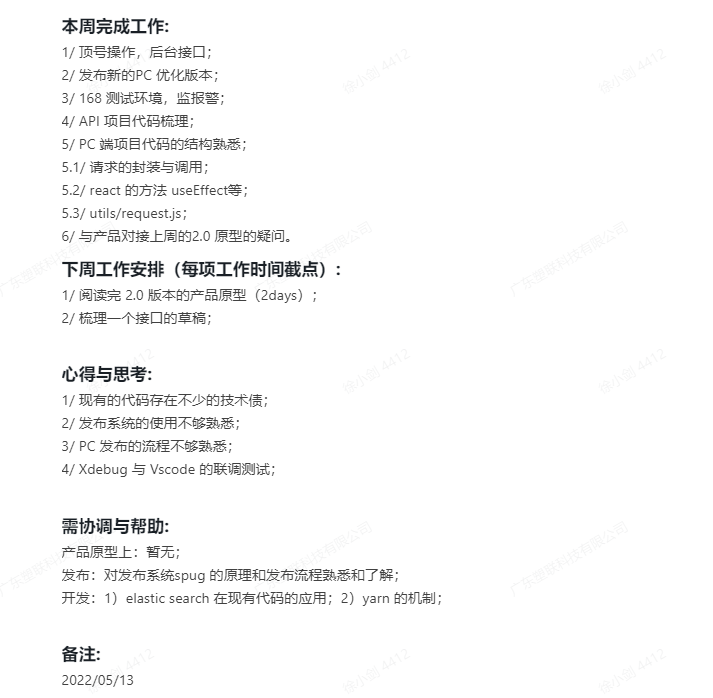 本周完成工作:
1/ 顶号操作，后台接口；
2/ 发布新的PC 优化版本；
3/ 168 测试环境，监报警；
4/ API 项目代码梳理；
5/ PC 端项目代码的结构熟悉；
5.1/ 请求的封装与调用；
5.2/ react 的方法 useEffect等；
5.3/ utils/request.js；
6/ 与产品对接上周的2.0 原型的疑问。
下周工作安排（每项工作时间截点）:
1/ 阅读完 2.0 版本的产品原型（2days）；
2/ 梳理一个接口的草稿；
心得与思考:
1/ 现有的代码存在不少的技术债；
2/ 发布系统的使用不够熟悉；
3/ PC 发布的流程不够熟悉；
4/ Xdebug 与 Vscode 的联调测试；
需协调与帮助:
产品原型上：暂无；
发布：对发布系统spug 的原理和发布流程熟悉和了解；
开发：1）elastic search 在现有代码的应用；2）yarn 的机制；
备注:
2022/05/13